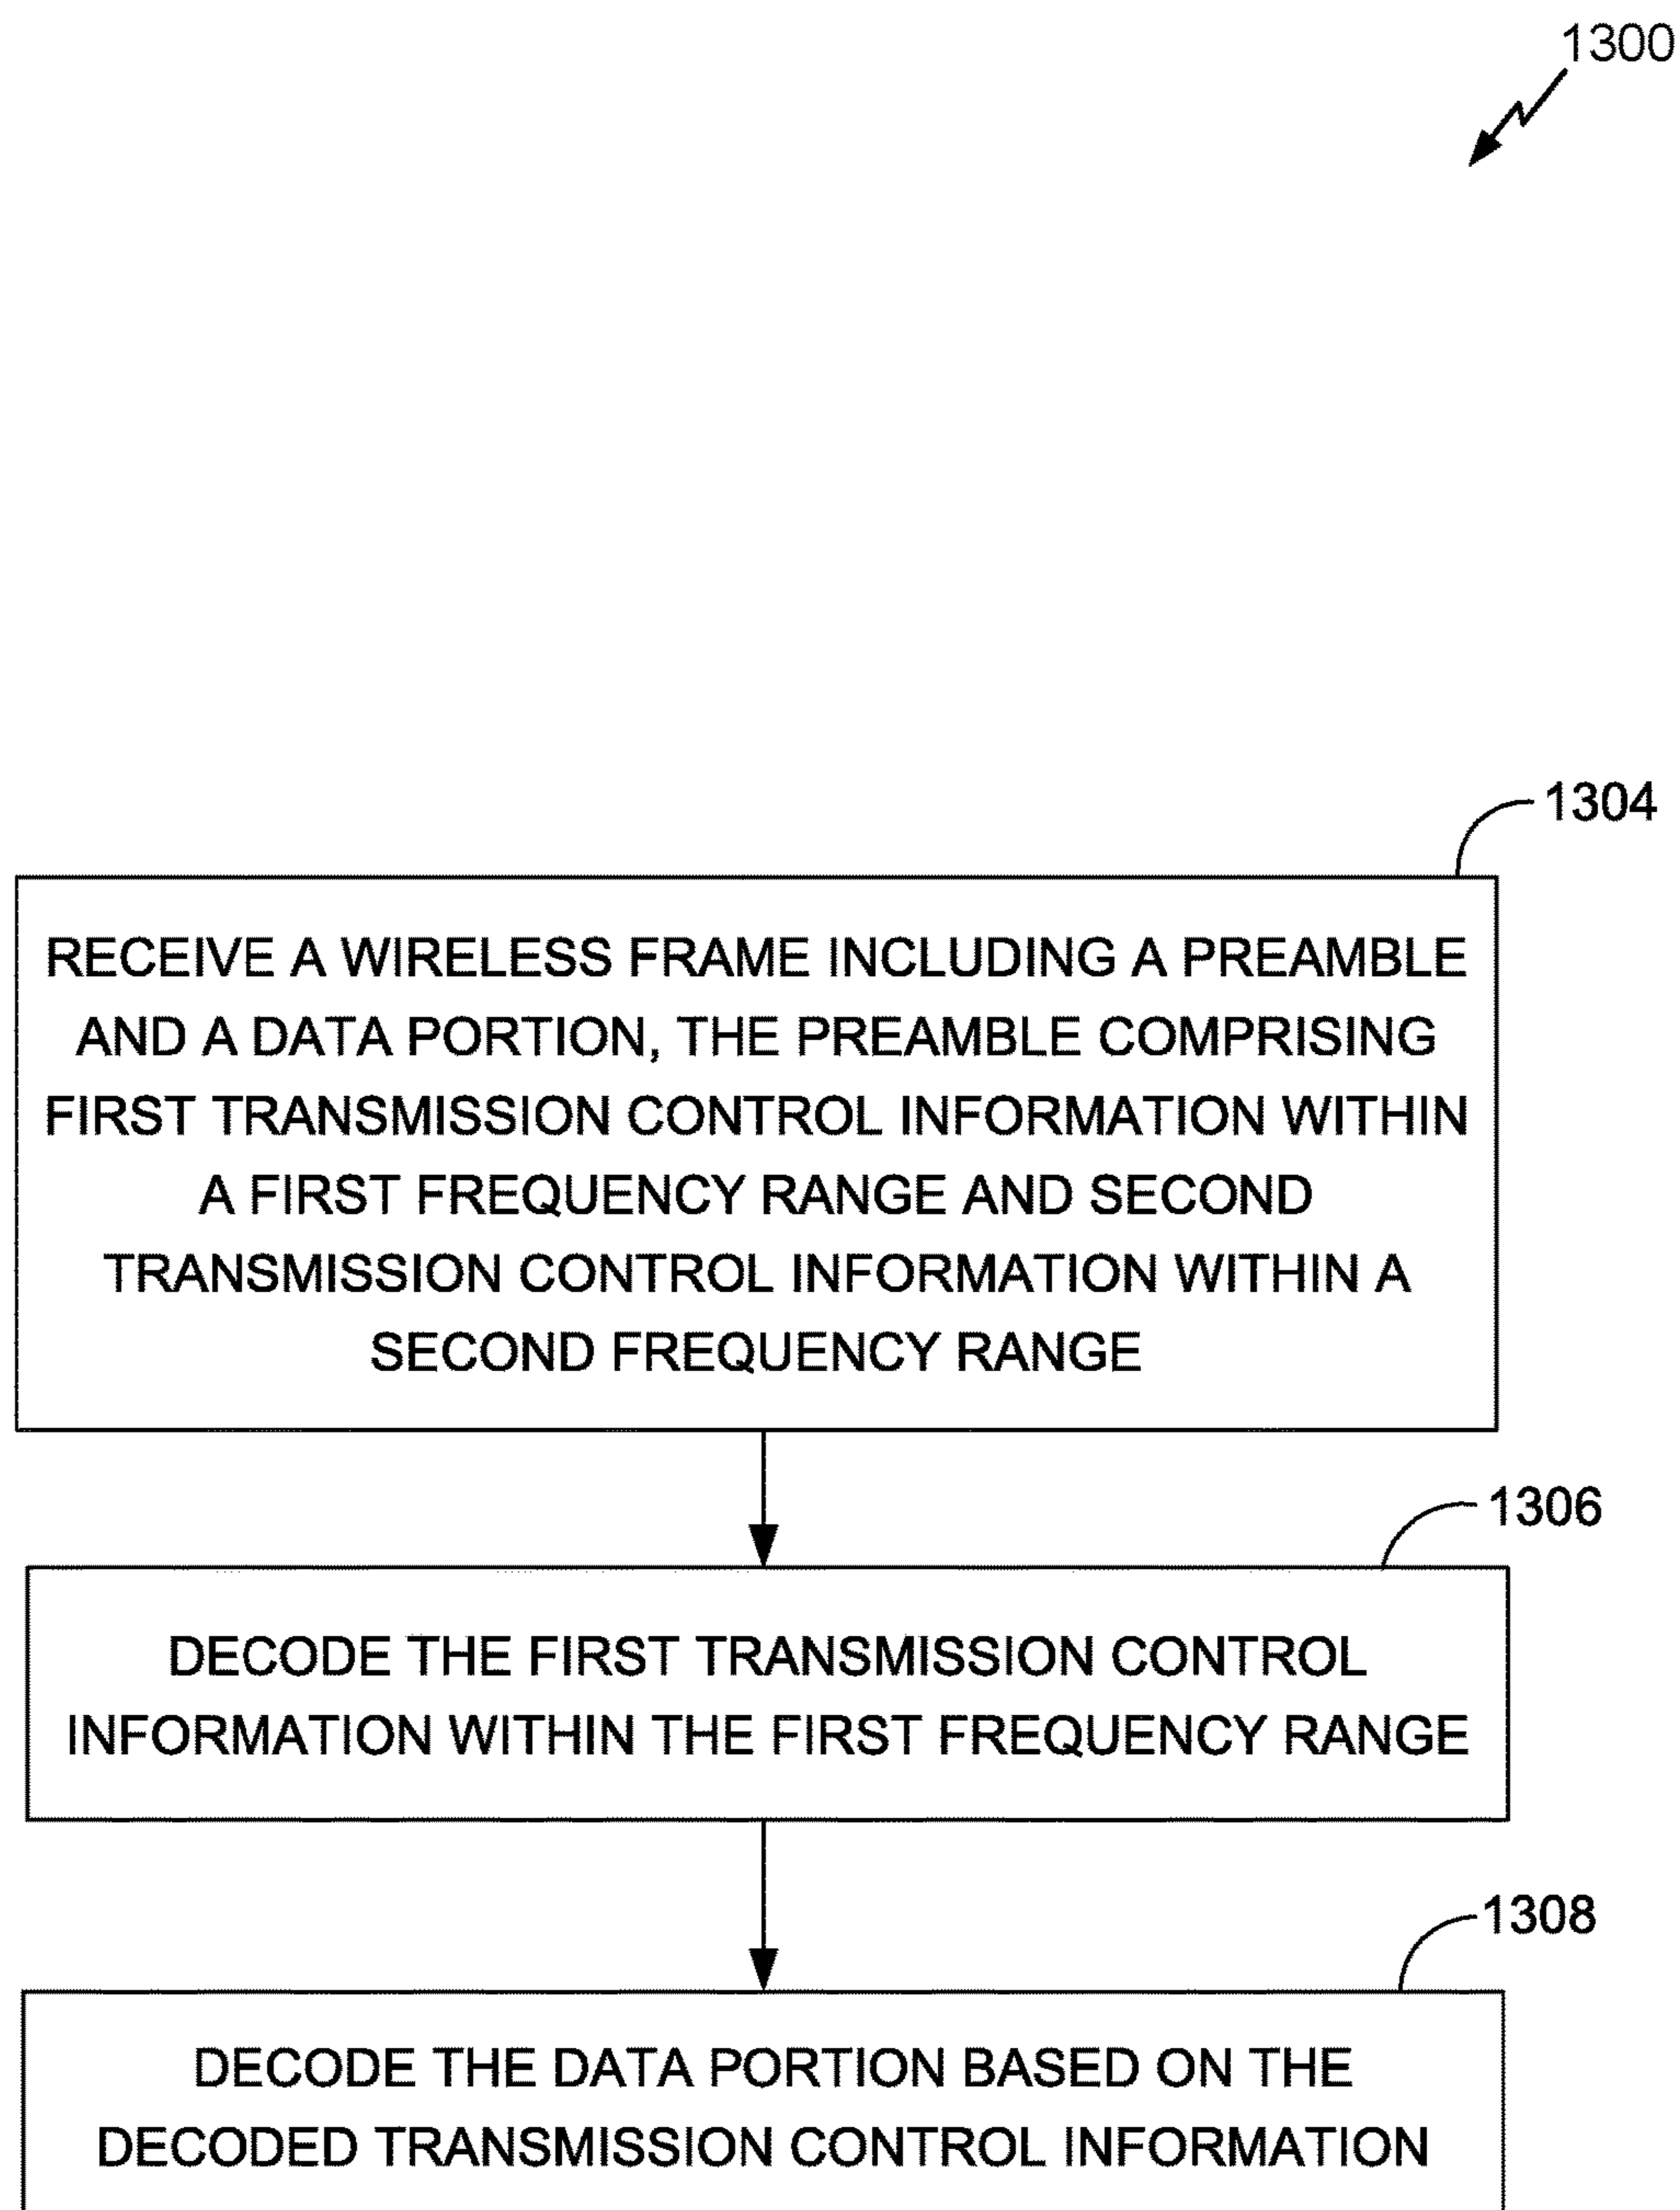 1300
1304
RECEIVE A WIRELESS FRAME INCLUDING A PREAMBLE
AND A DATA PORTION, THE PREAMBLE COMPRISING
FIRST TRANSMISSION CONTROL INFORMATION WITHIN
A FIRST FREQUENCY RANGE AND SECOND
TRANSMISSION CONTROL INFORMATION WITHIN A
SECOND FREQUENCY RANGE
1306
DECODE THE FIRST TRANSMISSION CONTROL
INFORMATION WITHIN THE FIRST FREQUENCY RANGE
1308
DECODE THE DATA PORTION BASED ON THE
DECODED TRANSMISSION CONTROL INFORMATION